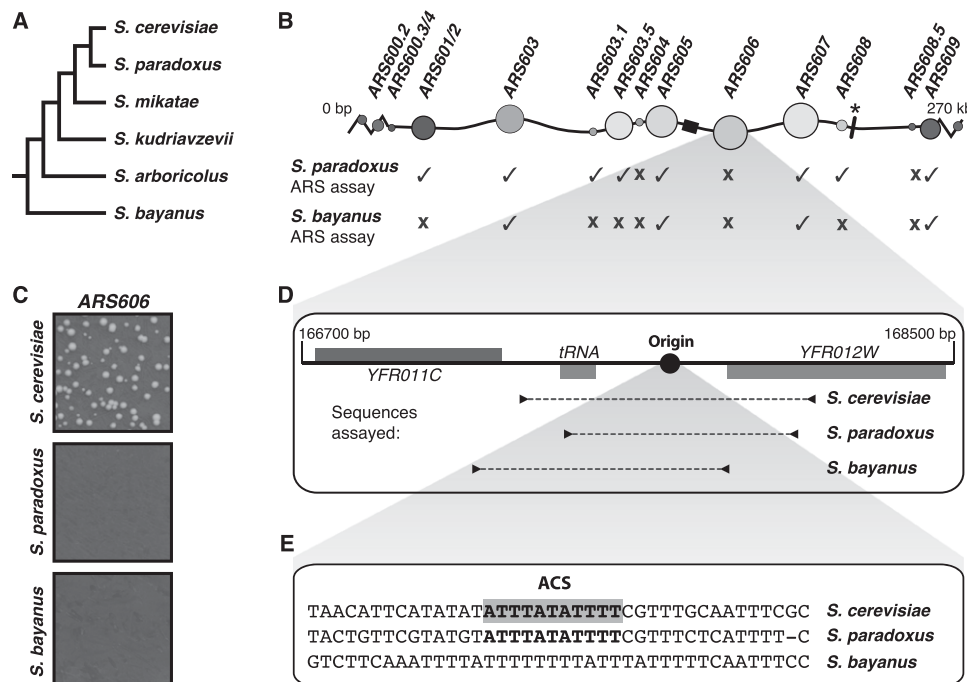 A
S. cerevisiae
S. paradoxus
S. mikatae
S. kudriavzevii
S. arboricolus
S. bayanus
B
ARS600.2
ARS600.3/4
ARS601/2
ARS603
ARS603.1
ARS603.5
ARS604
ARS605
ARS606
ARS607
ARS608
ARS608.5
ARS609
0 bp
*
270 kb
S. paradoxus
ARS assay
✓ ✓ ✓ ✓ x ✓ x ✓ ✓ x ✓
S. bayanus
ARS assay
x ✓ x x x ✓ x ✓ x x ✓
C
ARS606
S. cerevisiae
S. paradoxus
S. bayanus
D
166700 bp
168500 bp
Origin
tRNA
YFR012W
YFR011C
Sequences
assayed:
S. cerevisiae
S. paradoxus
S. bayanus
E
ACS
TAACATTCATATATATTTATATTTTCGTTTGCAATTTCGC S. cerevisiae
TACTGTTCGTATGTATTTATATTTTCGTTTCTCATTTT–C S. paradoxus
GTCTTCAAATTTTATTTTTTTTATTTATTTTTCAATTTCC S. bayanus